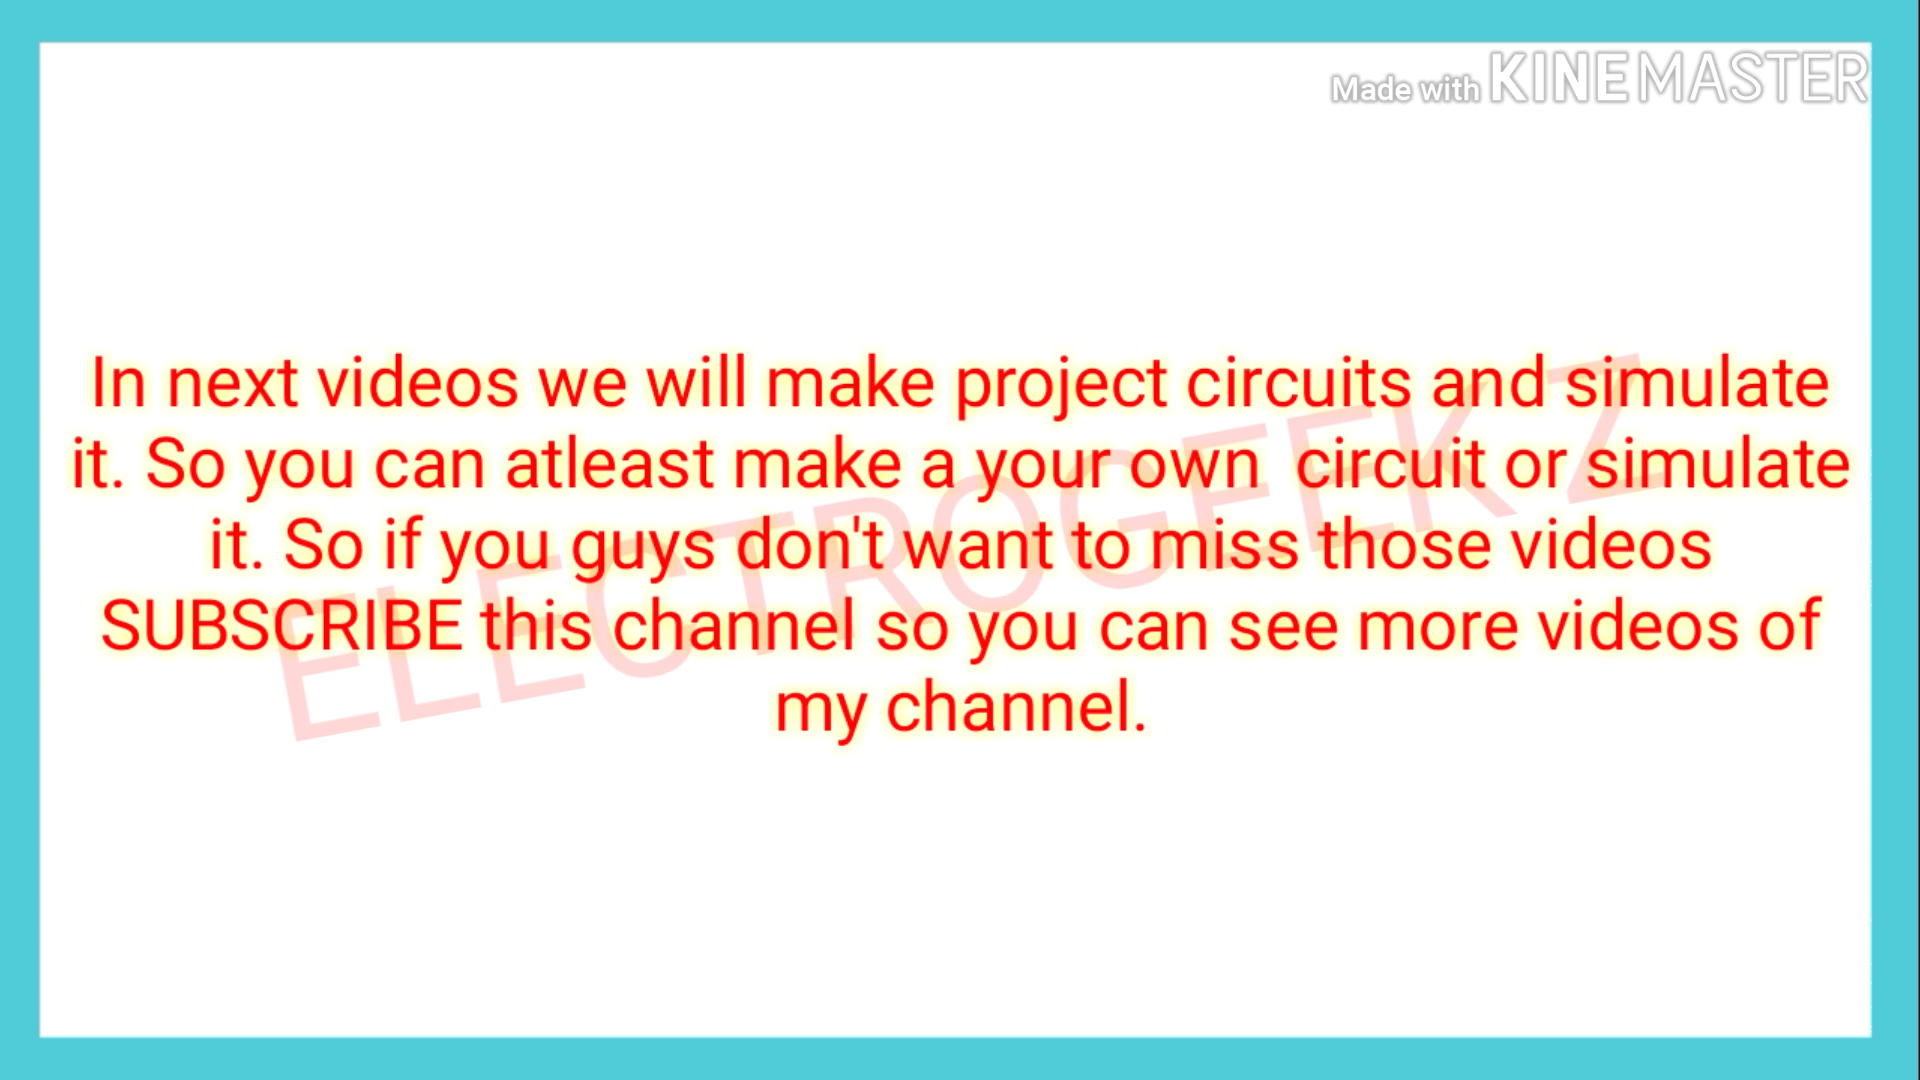 Made with KINEMASTER
In next videos we will make project circuits and simulate
it. So you can atleast make a your own  circuit or simulate
it. So if you guys don't want to miss those videos
SUBSCRIBE this channel so you can see more videos of
my channel.
ELECTROGEEK Z